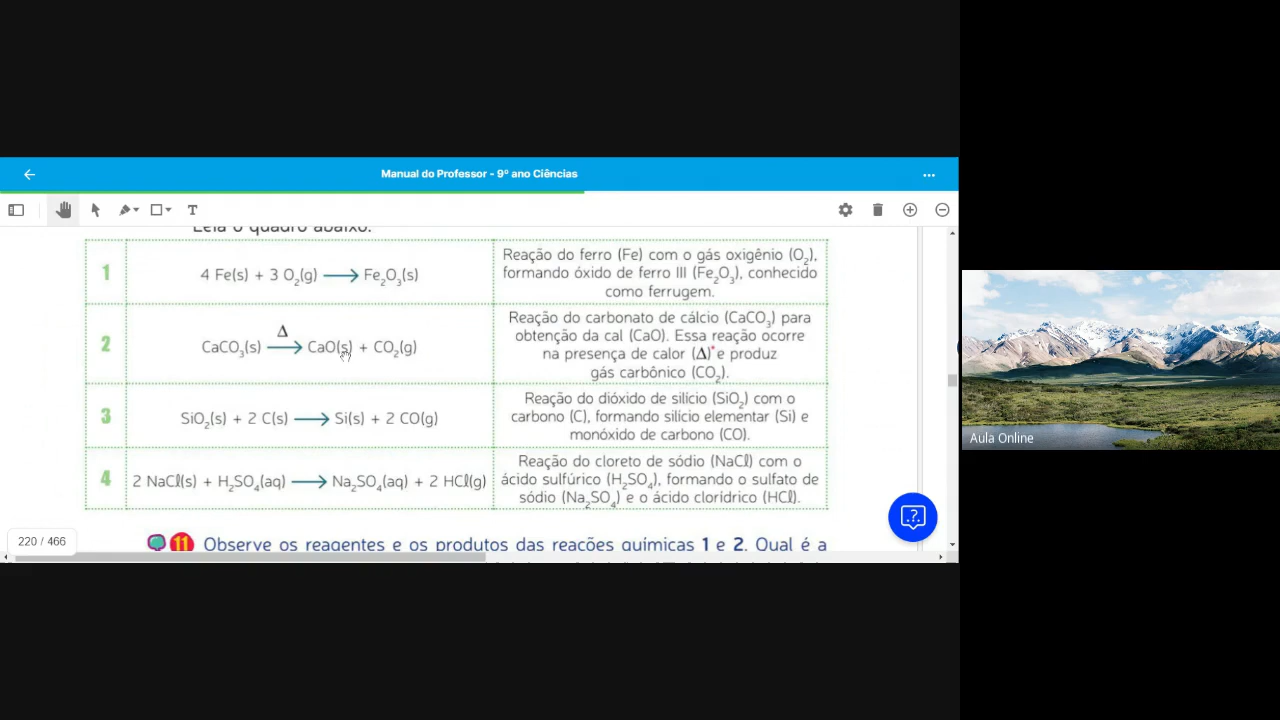 Manual do Professor - 9º ano Ciências
T
Leia o quadro abaixo.
1
4 Fe(s) + 3 O₂(g) ⟶ Fe₂O₃(s)
Reação do ferro (Fe) com o gás oxigênio (O₂),
formando óxido de ferro III (Fe₂O₃), conhecido
como ferrugem.
2
Δ
CaCO₃(s) ⟶ CaO(s) + CO₂(g)
Reação do carbonato de cálcio (CaCO₃) para
obtenção da cal (CaO). Essa reação ocorre
na presença de calor (Δ)* e produz
gás carbônico (CO₂).
3
SiO₂(s) + 2 C(s) ⟶ Si(s) + 2 CO(g)
Reação do dióxido de silício (SiO₂) com o
carbono (C), formando silício elementar (Si) e
monóxido de carbono (CO).
4
2 NaCℓ(s) + H₂SO₄(aq) ⟶ Na₂SO₄(aq) + 2 HCℓ(g)
Reação do cloreto de sódio (NaCℓ) com o
ácido sulfúrico (H₂SO₄), formando o sulfato de
sódio (Na₂SO₄) e o ácido clorídrico (HCℓ).
220 / 466
11 Observe os reagentes e os produtos das reações químicas 1 e 2. Qual é a
Aula Online